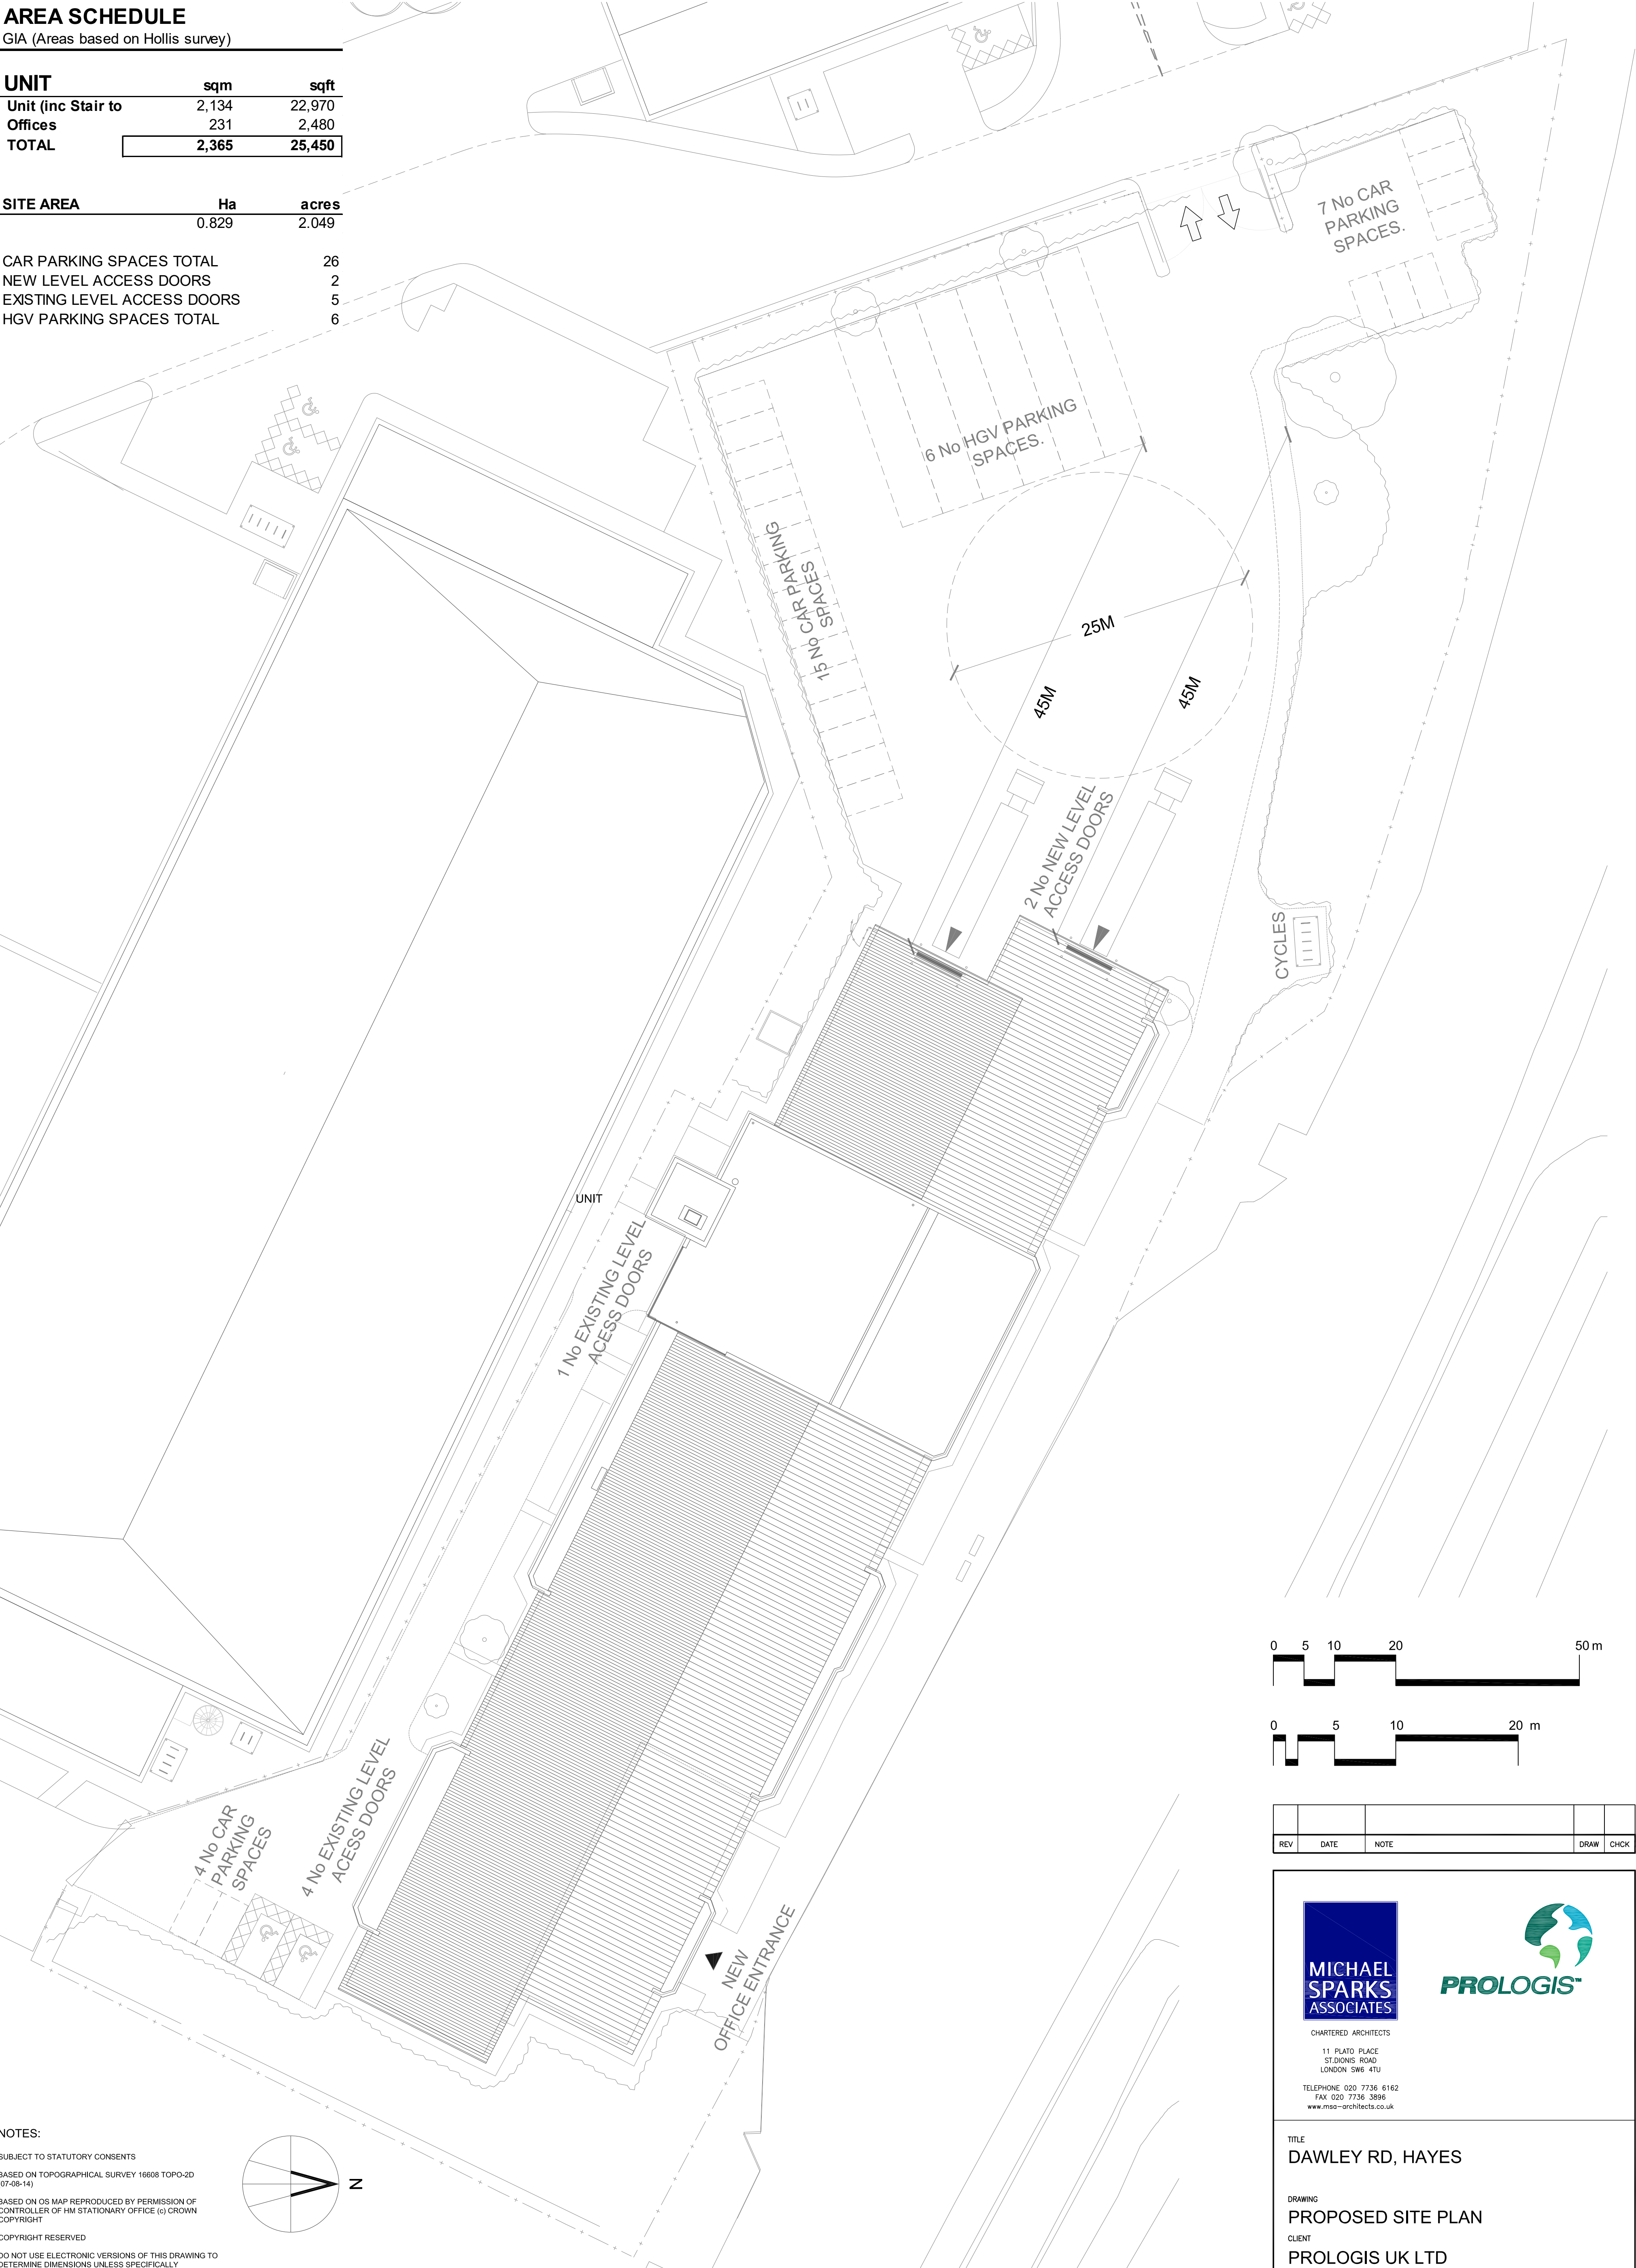 AREA SCHEDULE
GIA (Areas based on Hollis survey)
UNIT sqm sqft
Unit (inc Stair to 2,134 22,970
Offices 231 2,480
TOTAL 2,365 25,450
SITE AREA Ha acres
0.829 2.049
CAR PARKING SPACES TOTAL 26
NEW LEVEL ACCESS DOORS 2
EXISTING LEVEL ACCESS DOORS 5
HGV PARKING SPACES TOTAL 6
7 No CAR
PARKING
SPACES.
6 No HGV PARKING
SPACES.
15 No CAR PARKING
SPACES
25M
45M
45M
2 No NEW LEVEL
ACCESS DOORS
CYCLES
UNIT
1 No EXISTING LEVEL
ACESS DOORS
4 No EXISTING LEVEL
ACESS DOORS
4 No CAR
PARKING
SPACES
NEW
OFFICE ENTRANCE
0 5 10 20 50 m
0 5 10 20 m
REV DATE NOTE DRAW CHCK
MICHAEL
SPARKS
ASSOCIATES
PROLOGIS™
CHARTERED ARCHITECTS
11 PLATO PLACE
ST.DIONIS ROAD
LONDON SW6 4TU
TELEPHONE 020 7736 6162
FAX 020 7736 3896
www.msa-architects.co.uk
TITLE
DAWLEY RD, HAYES
DRAWING
PROPOSED SITE PLAN
CLIENT
PROLOGIS UK LTD
NOTES:
SUBJECT TO STATUTORY CONSENTS
BASED ON TOPOGRAPHICAL SURVEY 16608 TOPO-2D
(07-08-14)
BASED ON OS MAP REPRODUCED BY PERMISSION OF
CONTROLLER OF HM STATIONARY OFFICE (c) CROWN
COPYRIGHT
COPYRIGHT RESERVED
DO NOT USE ELECTRONIC VERSIONS OF THIS DRAWING TO
DETERMINE DIMENSIONS UNLESS SPECIFICALLY
N